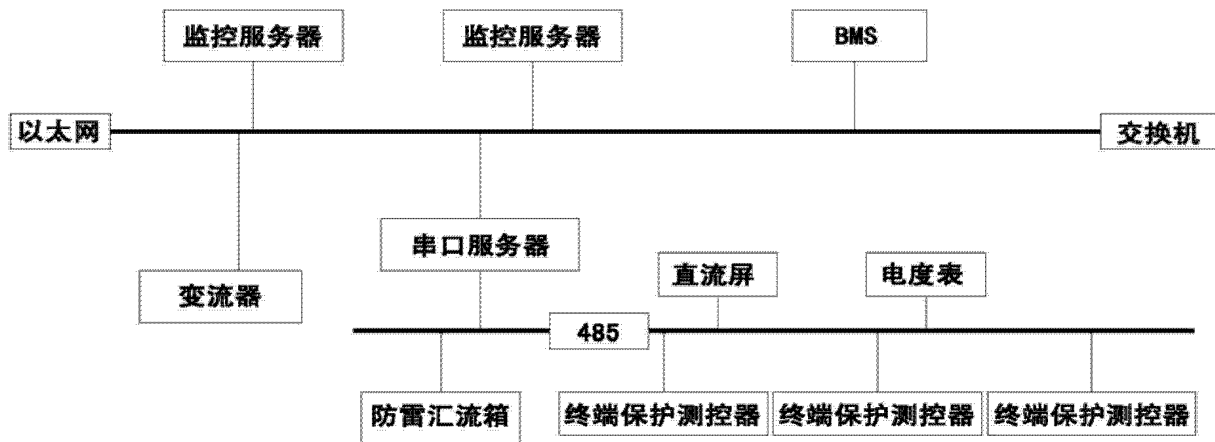 监控服务器
监控服务器
BMS
以太网
交换机
串口服务器
变流器
直流屏
电度表
485
防雷汇流箱
终端保护测控器
终端保护测控器
终端保护测控器